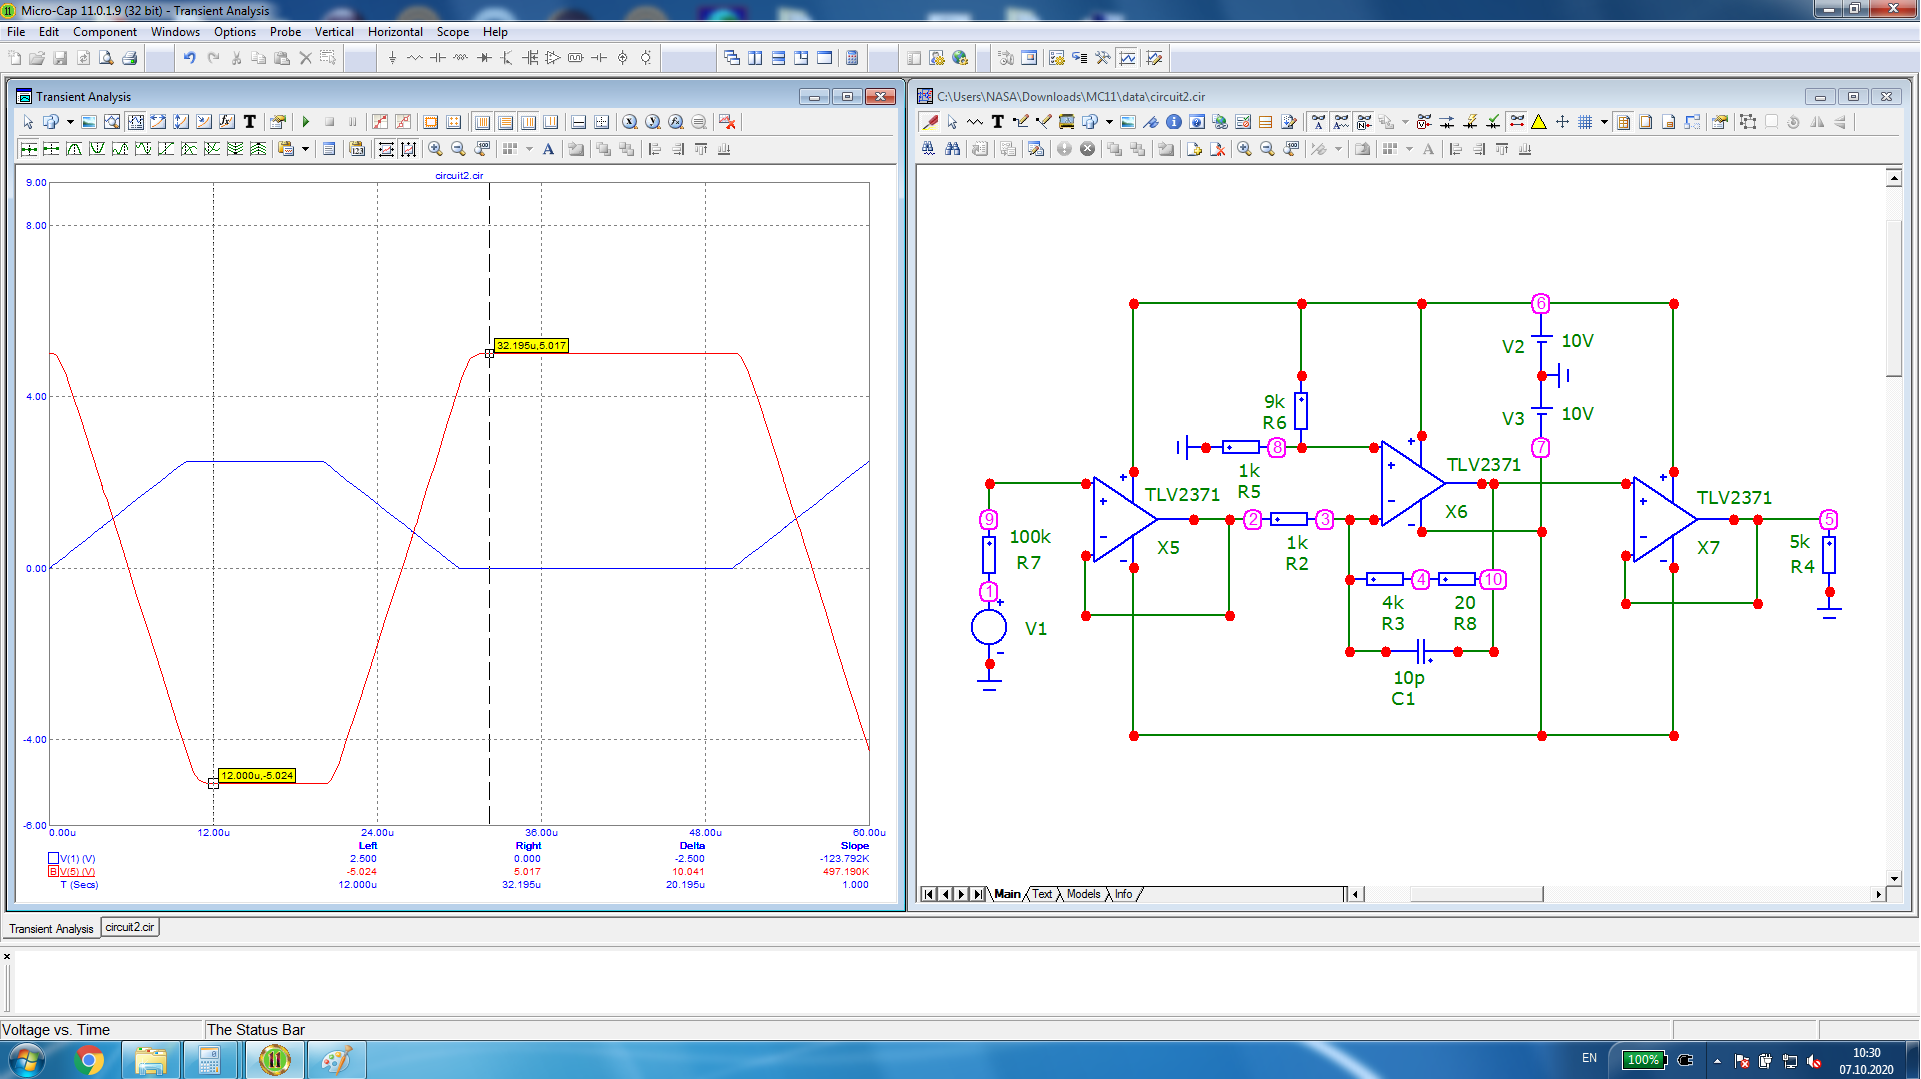 Micro-Cap 11.0.1.9 (32 bit) - Transient Analysis
File Edit Component Windows Options Probe Vertical Horizontal Scope Help
Transient Analysis
C:\Users\NASA\Downloads\MC11\data\circuit2.cir
circuit2.cir
9.00
8.00
4.00
0.00
-4.00
-6.00
32.195u,5.017
12.000u,-5.024
0.00u 12.00u 24.00u 36.00u 48.00u 60.00u
Left Right Delta Slope
V(1) (V) 2.500 0.000 -2.500 -123.792K
B V(5) (V) -5.024 5.017 10.041 497.190K
T (Secs) 12.000u 32.195u 20.195u 1.000
6
V2 10V
9k
R6
V3 10V
8
7
1k
R5
TLV2371
X6
TLV2371
X5
TLV2371
X7
9
2
3
5
100k
R7
1k
R2
5k
R4
1
4
10
4k
R3
20
R8
V1
10p
C1
Main Text Models Info
Transient Analysis circuit2.cir
Voltage vs. Time The Status Bar
EN 100% 10:30
07.10.2020